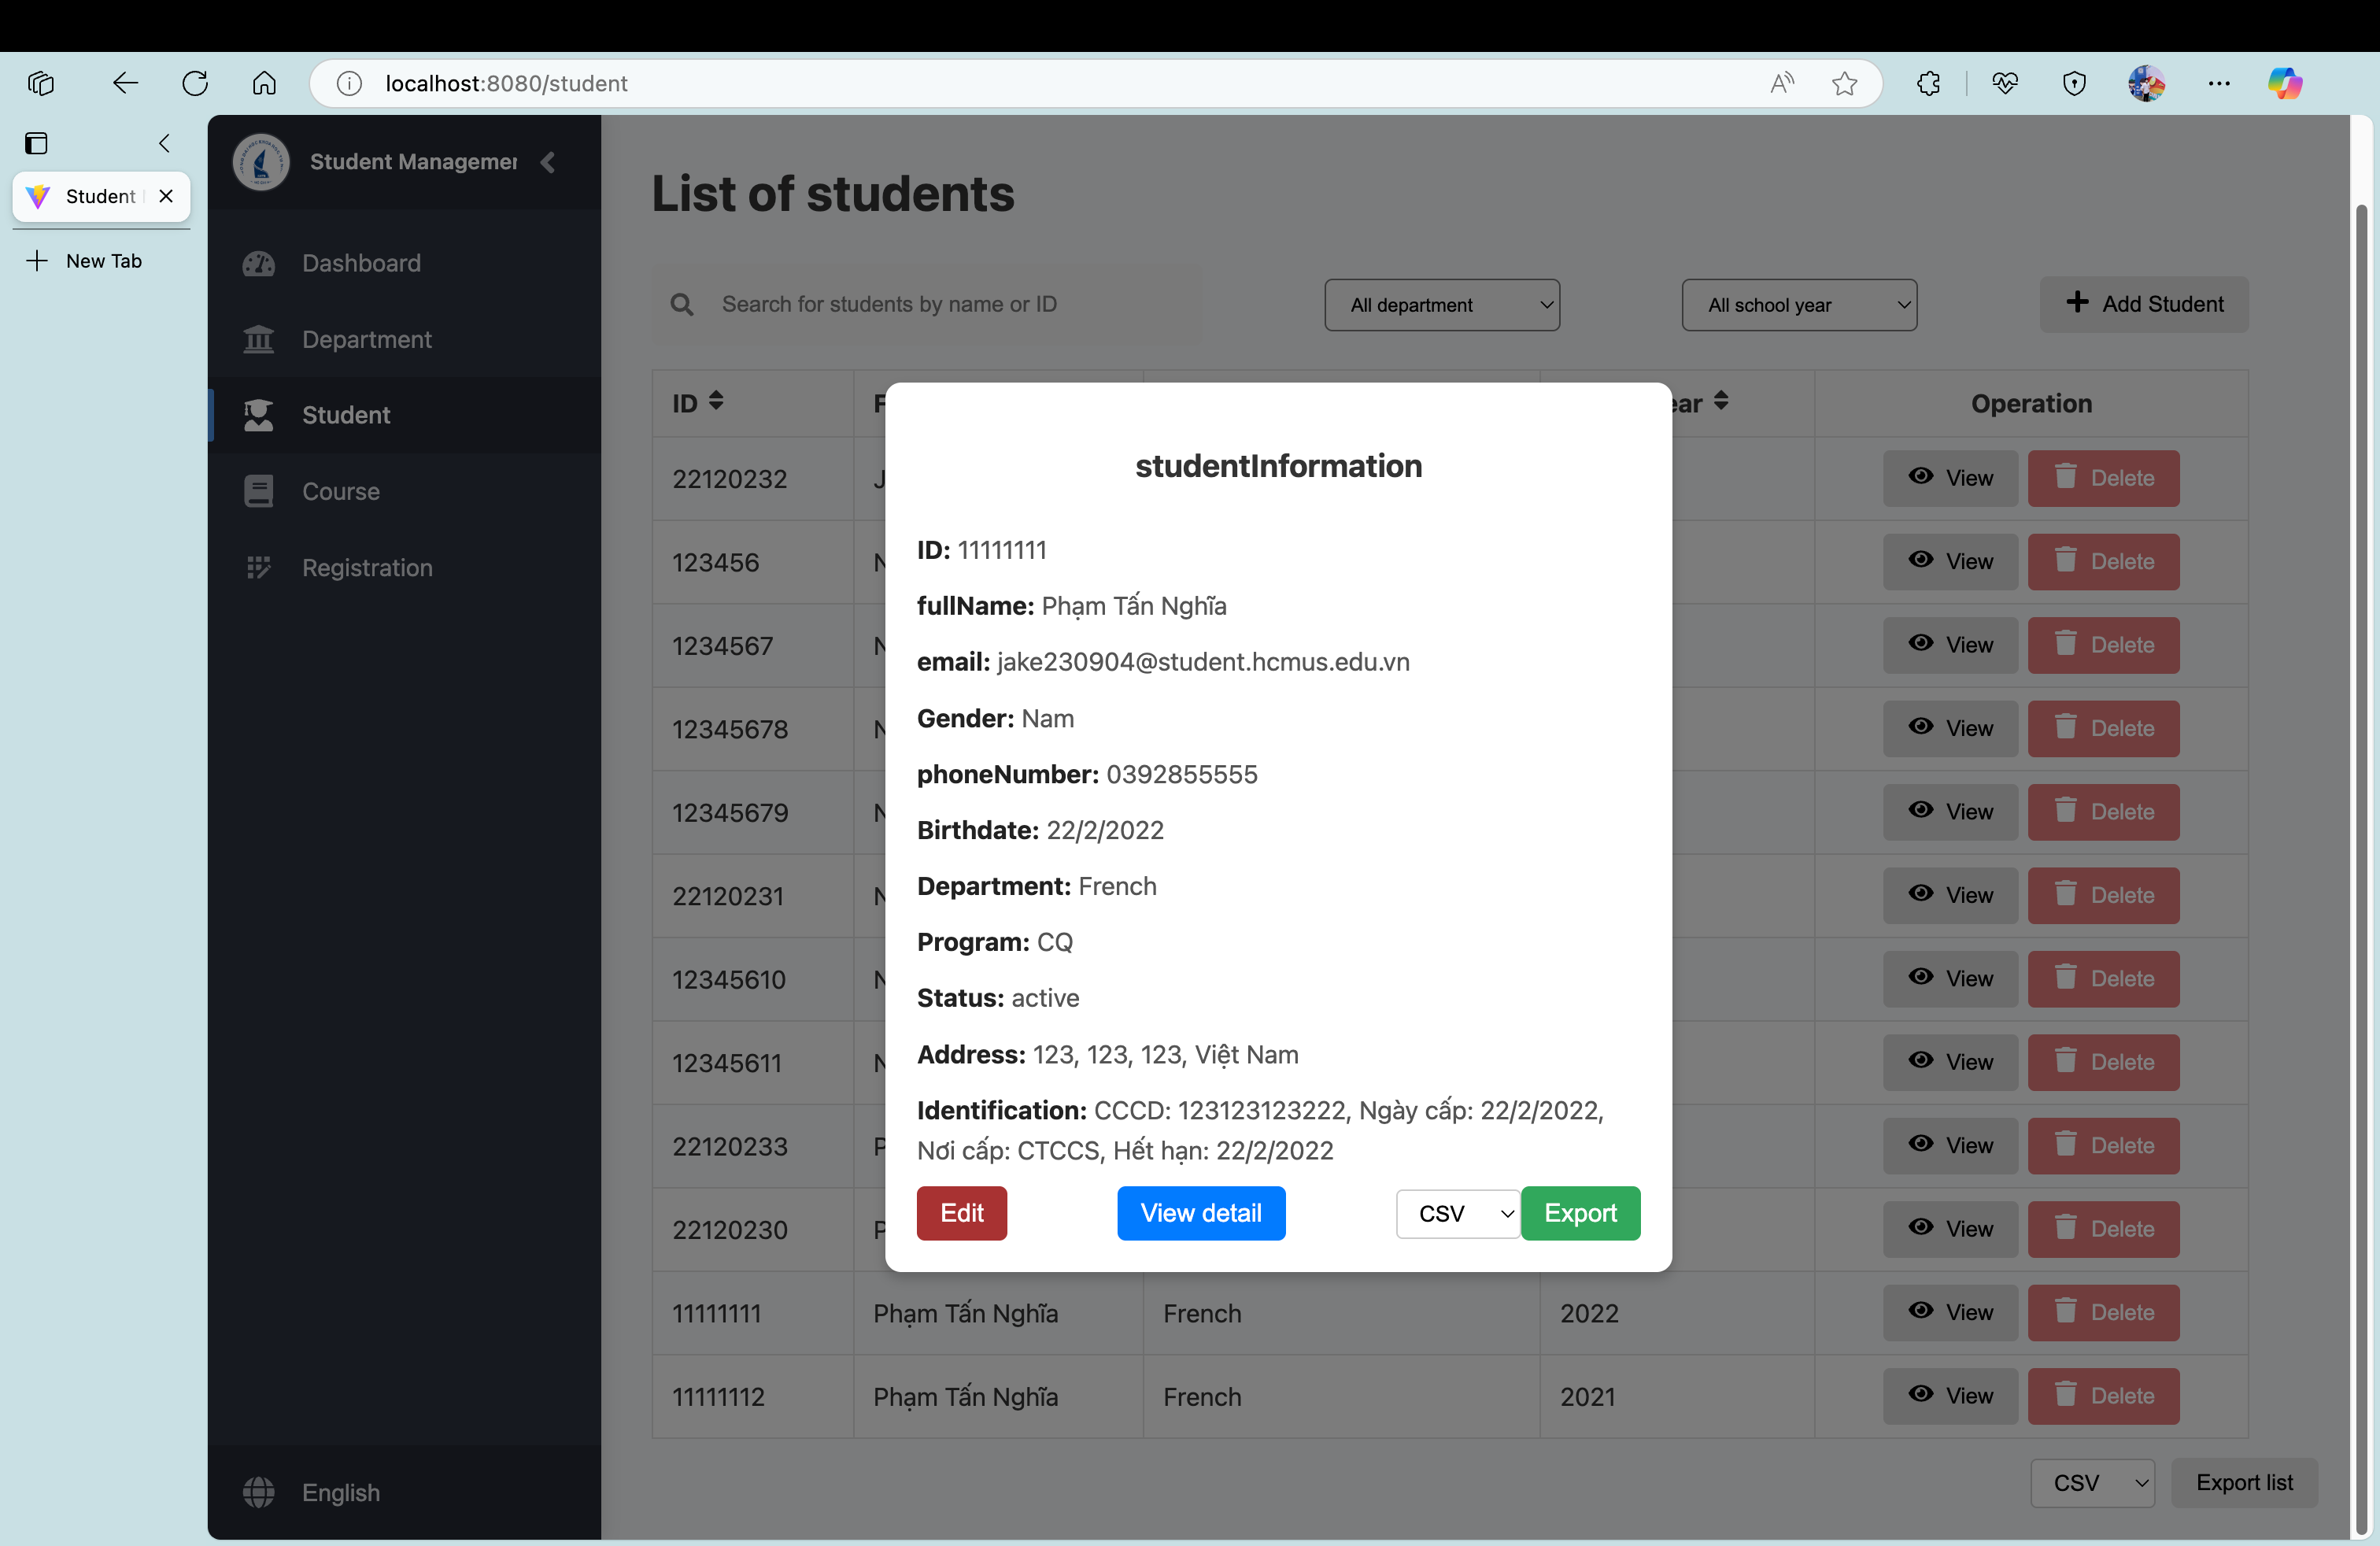 localhost:8080/student
Student
New Tab
Student Managemen
Dashboard
Department
Student
Course
Registration
English
List of students
Search for students by name or ID
All department
All school year
Add Student
ID
F
ear
Operation
22120232 J View Delete
123456 N View Delete
1234567 N View Delete
12345678 N View Delete
12345679 N View Delete
22120231 N View Delete
12345610 N View Delete
12345611 N View Delete
22120233 P View Delete
22120230 P View Delete
11111111 Phạm Tấn Nghĩa French 2022 View Delete
11111112 Phạm Tấn Nghĩa French 2021 View Delete
CSV Export list
studentInformation
ID: 11111111
fullName: Phạm Tấn Nghĩa
email: jake230904@student.hcmus.edu.vn
Gender: Nam
phoneNumber: 0392855555
Birthdate: 22/2/2022
Department: French
Program: CQ
Status: active
Address: 123, 123, 123, Việt Nam
Identification: CCCD: 123123123222, Ngày cấp: 22/2/2022,
Nơi cấp: CTCCS, Hết hạn: 22/2/2022
Edit View detail CSV Export